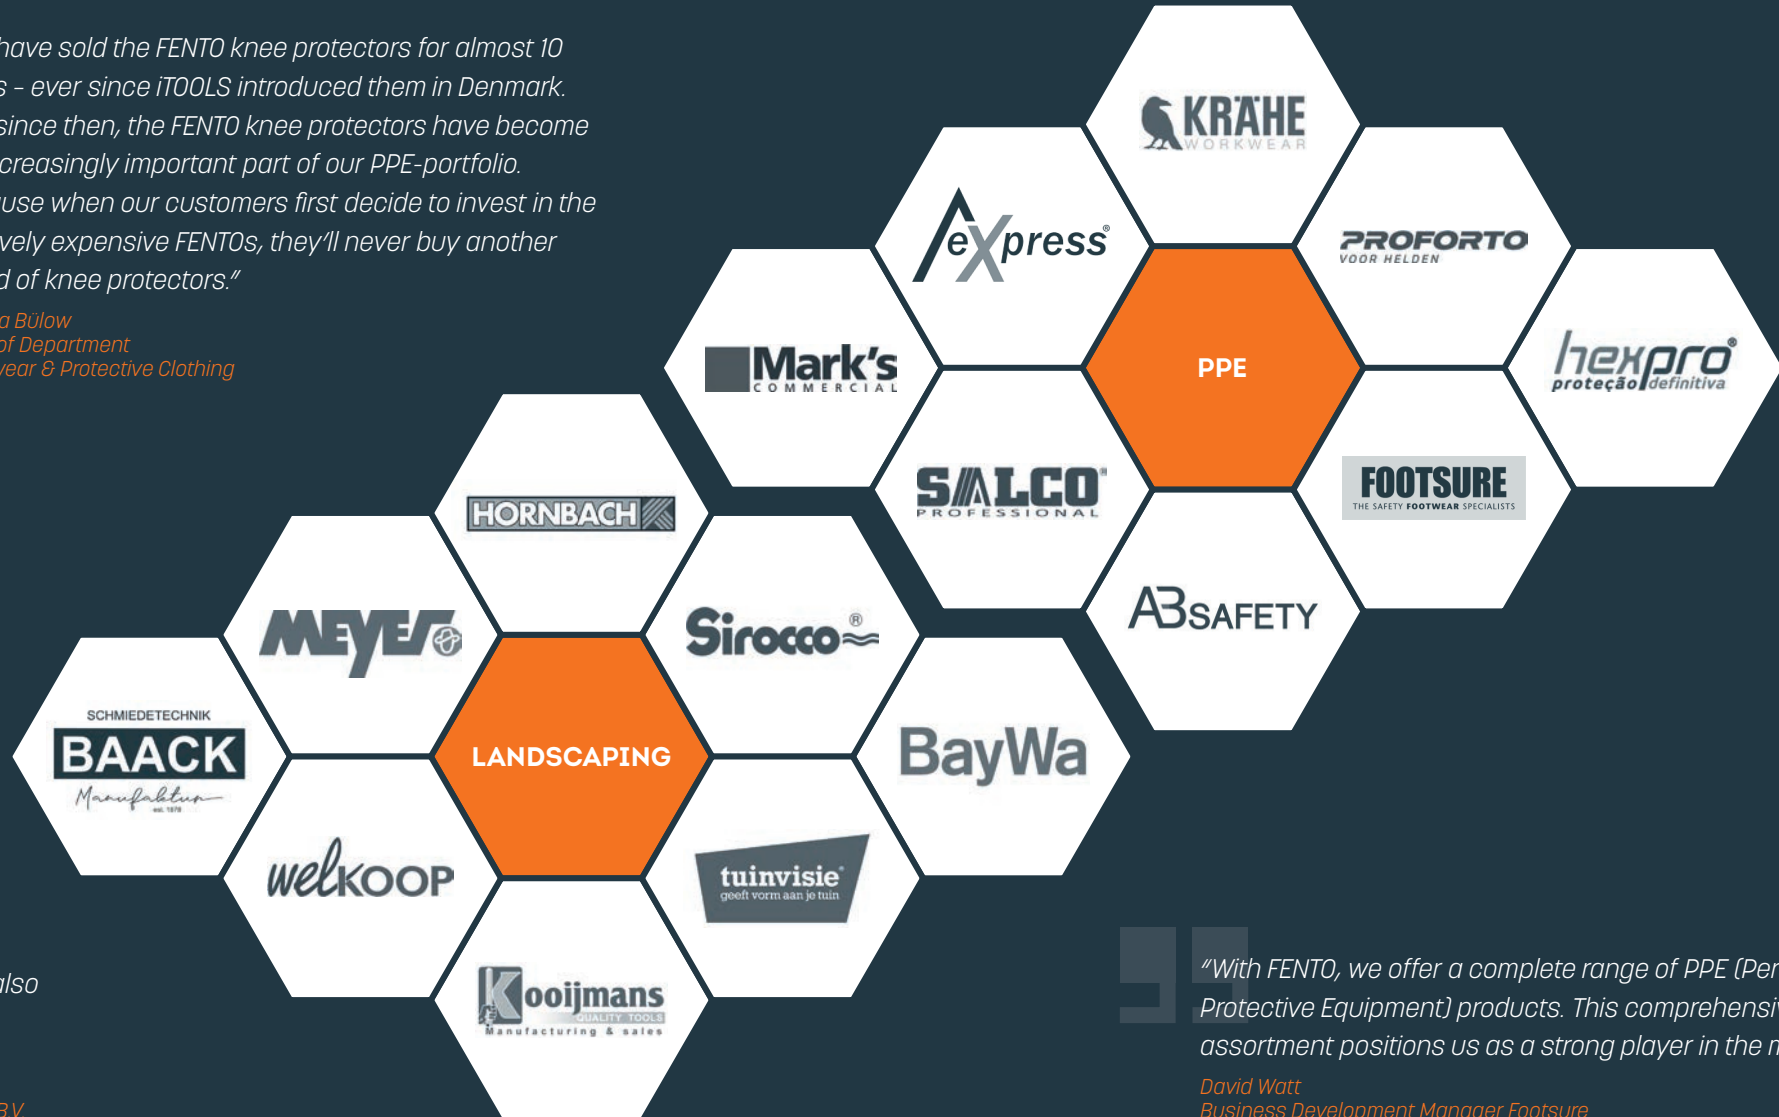 have sold the FENTO knee protectors for almost 10
s - ever since iTOOLS introduced them in Denmark.
since then, the FENTO knee protectors have become
creasingly important part of our PPE-portfolio.
use when our customers first decide to invest in the
vely expensive FENTOs, they'll never buy another
d of knee protectors."
a Bülow
of Department
vear & Protective Clothing
KRÄHE
WORKWEAR
eXpress®
PROFORTO
VOOR HELDEN
Mark's
COMMERCIAL
PPE
hexpro®
proteção definitiva
SALCO®
PROFESSIONAL
FOOTSURE
THE SAFETY FOOTWEAR SPECIALISTS
HORNBACH
AB SAFETY
MEYER
Sirocco®
SCHMIEDETECHNIK
BAACK
Manufaktur
est. 1878
LANDSCAPING
BayWa
welkoop
tuinvisie®
geeft vorm aan je tuin
Kooijmans
QUALITY TOOLS
Manufacturing & sales
also
B.V.
"With FENTO, we offer a complete range of PPE (Per
Protective Equipment) products. This comprehensiv
assortment positions us as a strong player in the m
David Watt
Business Development Manager Footsure